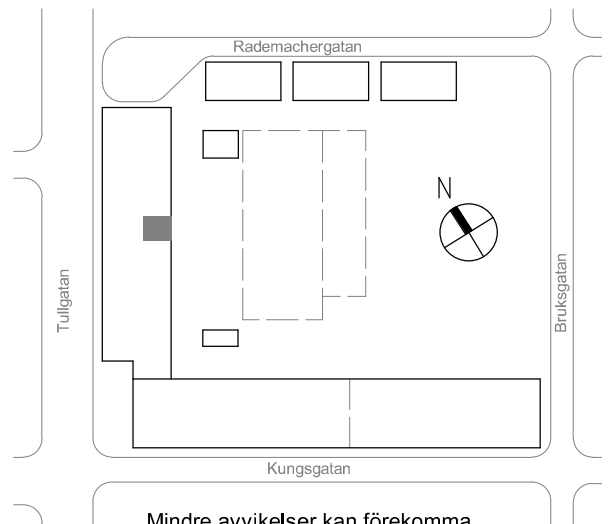 Rademachergatan
N
Tullgatan
Bruksgatan
Kungsgatan
Mindre avvikelser kan förekomma